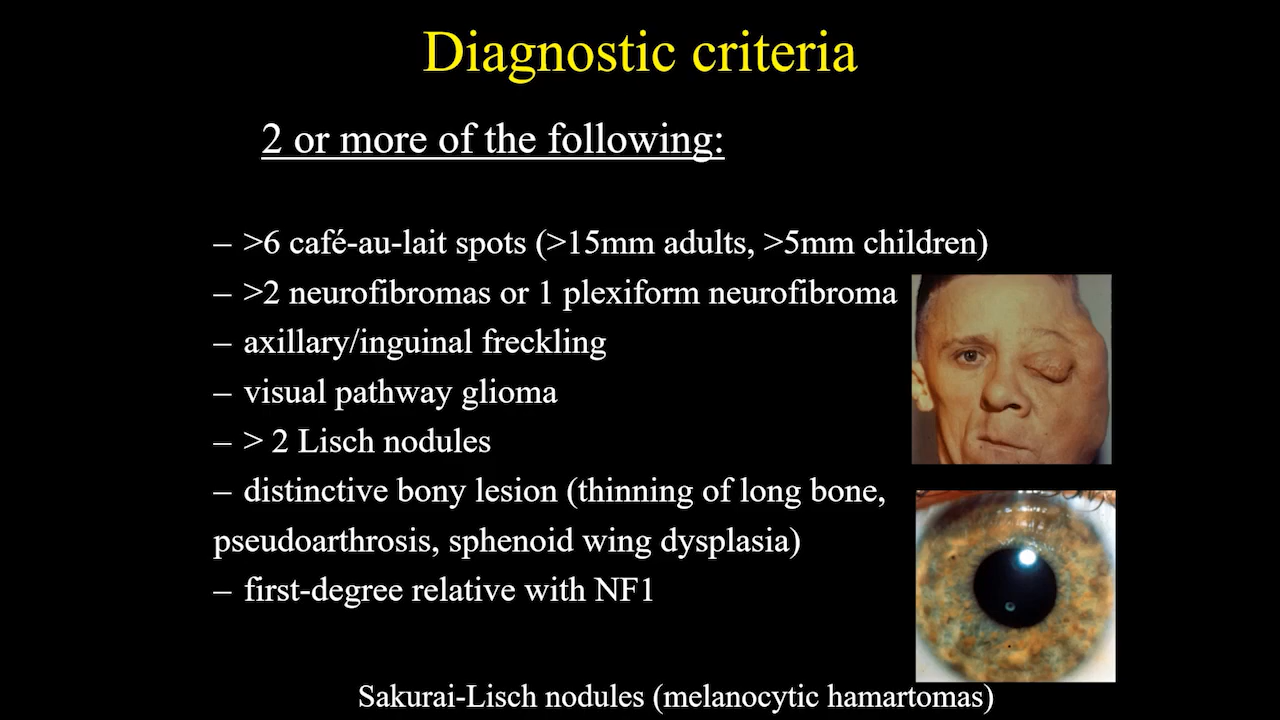 Diagnostic criteria
2 or more of the following:
– >6 café-au-lait spots (>15mm adults, >5mm children)
– >2 neurofibromas or 1 plexiform neurofibroma
– axillary/inguinal freckling
– visual pathway glioma
– > 2 Lisch nodules
– distinctive bony lesion (thinning of long bone,
pseudoarthrosis, sphenoid wing dysplasia)
– first-degree relative with NF1
Sakurai-Lisch nodules (melanocytic hamartomas)